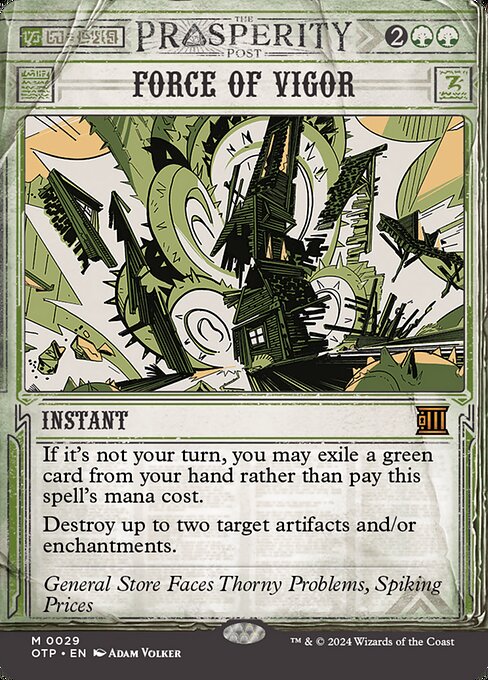 THE
PROSPERITY
POST
2
FORCE OF VIGOR
INSTANT
If it's not your turn, you may exile a green
card from your hand rather than pay this
spell's mana cost.
Destroy up to two target artifacts and/or
enchantments.
General Store Faces Thorny Problems, Spiking
Prices
M 0029
OTP • EN Adam Volker
™ & © 2024 Wizards of the Coast